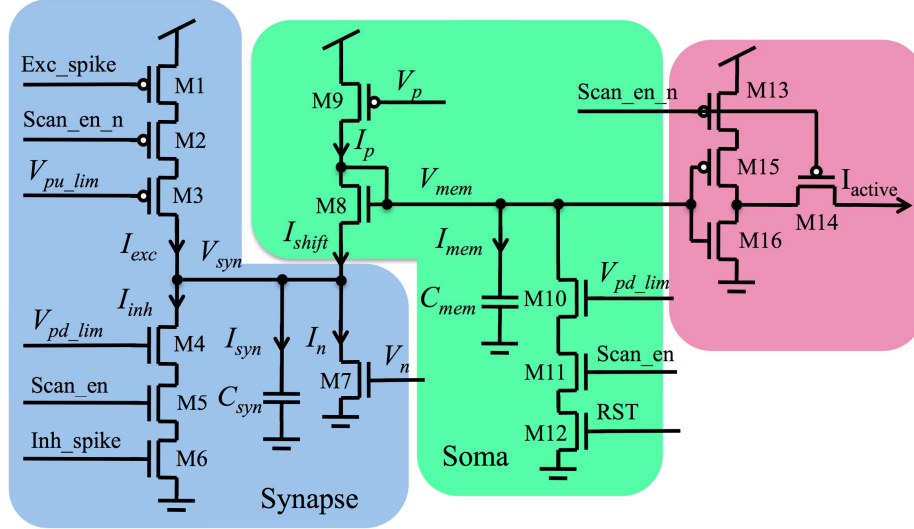 Exc_spike
M1
Scan_en_n
M2
V_pu_lim
M3
I_exc
V_syn
I_inh
V_pd_lim
M4
Scan_en
M5
Inh_spike
M6
I_syn
C_syn
I_n
M7
V_n
Synapse
M9
V_p
I_p
M8
V_mem
I_shift
I_mem
C_mem
M10
V_pd_lim
M11
Scan_en
M12
RST
Soma
Scan_en_n
M13
M15
M14
I_active
M16